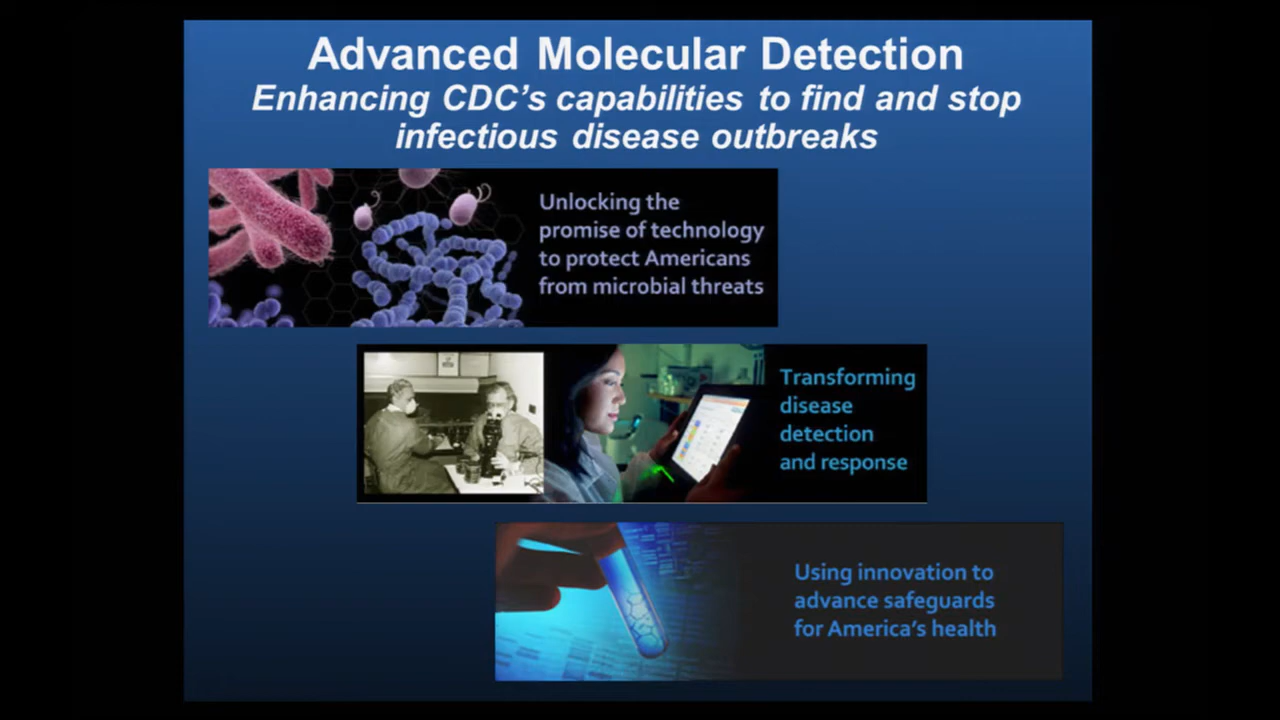 Advanced Molecular Detection
Enhancing CDC's capabilities to find and stop
infectious disease outbreaks
Unlocking the
promise of technology
to protect Americans
from microbial threats
Transforming
disease
detection
and response
Using innovation to
advance safeguards
for America's health